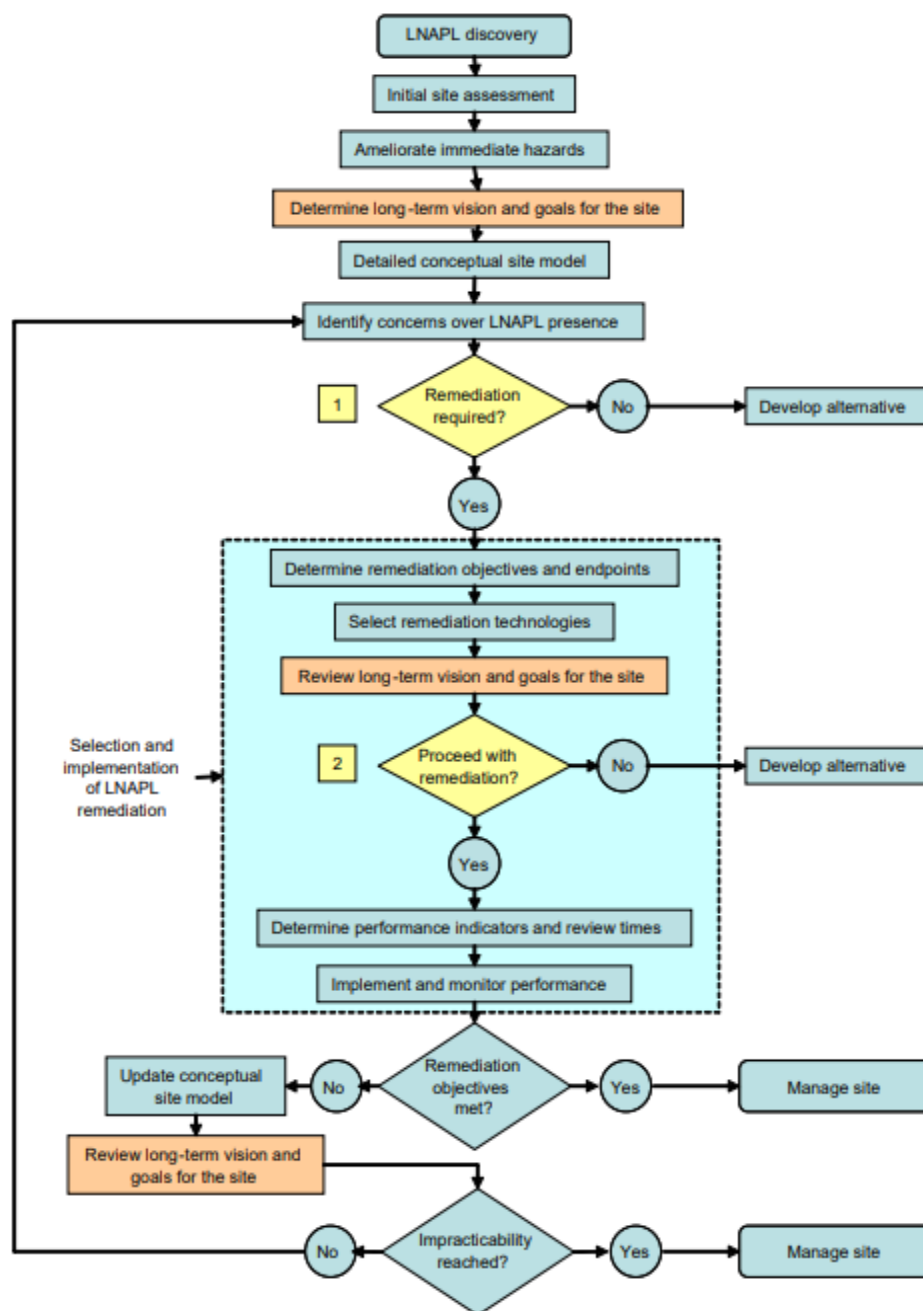 LNAPL discovery
Initial site assessment
Ameliorate immediate hazards
Determine long-term vision and goals for the site
Detailed conceptual site model
Identify concerns over LNAPL presence
1
Remediation
required?
No
Develop alternative
Yes
Determine remediation objectives and endpoints
Select remediation technologies
Review long-term vision and goals for the site
Selection and
implementation
of LNAPL
remediation
2
Proceed with
remediation?
No
Develop alternative
Yes
Determine performance indicators and review times
Implement and monitor performance
Remediation
objectives
met?
Yes
Manage site
No
Update conceptual
site model
Review long-term vision and
goals for the site
Impracticability
reached?
No
Yes
Manage site